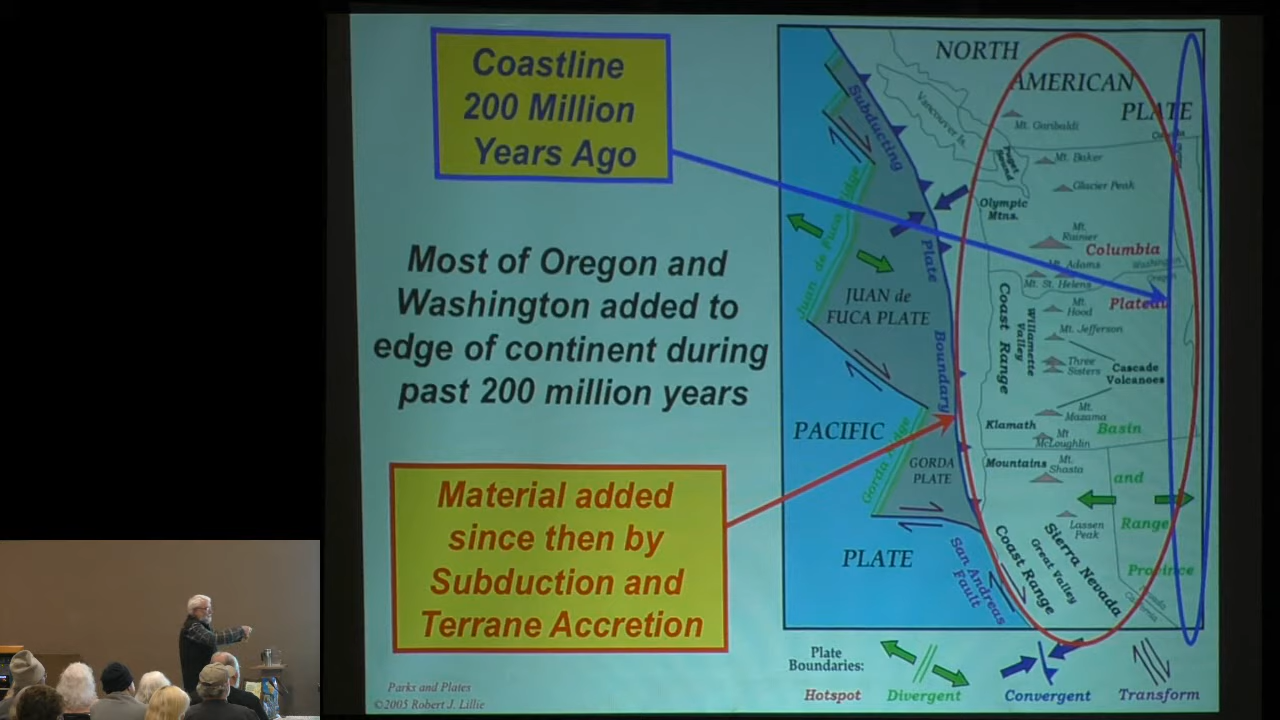 Coastline
200 Million
Years Ago
Most of Oregon and
Washington added to
edge of continent during
past 200 million years
Material added
since then by
Subduction and
Terrane Accretion
Parks and Plates
©2005 Robert J. Lillie
NORTH
AMERICAN
PLATE
Vancouver Is.
Mt. Garibaldi
Puget
Sound
Mt. Baker
Glacier Peak
Olympic
Mtns.
Mt.
Rainier
Columbia
Mt. Adams
Washington
Oregon
Mt. St. Helens
Plateau
Mt.
Hood
Coast Range
Willamette
Valley
Mt. Jefferson
Three
Sisters
Cascade
Volcanoes
Mt.
Mazama
Klamath
Mt
McLoughlin
Basin
Mountains
Mt.
Shasta
and
Lassen
Peak
Range
Province
Sierra Nevada
Great Valley
Coast Range
San Andreas
Fault
Subducting
Plate
Boundary
Juan de Fuca Ridge
JUAN de
FUCA PLATE
PACIFIC
Gorda Ridge
GORDA
PLATE
PLATE
Plate
Boundaries:
Hotspot
Divergent
Convergent
Transform